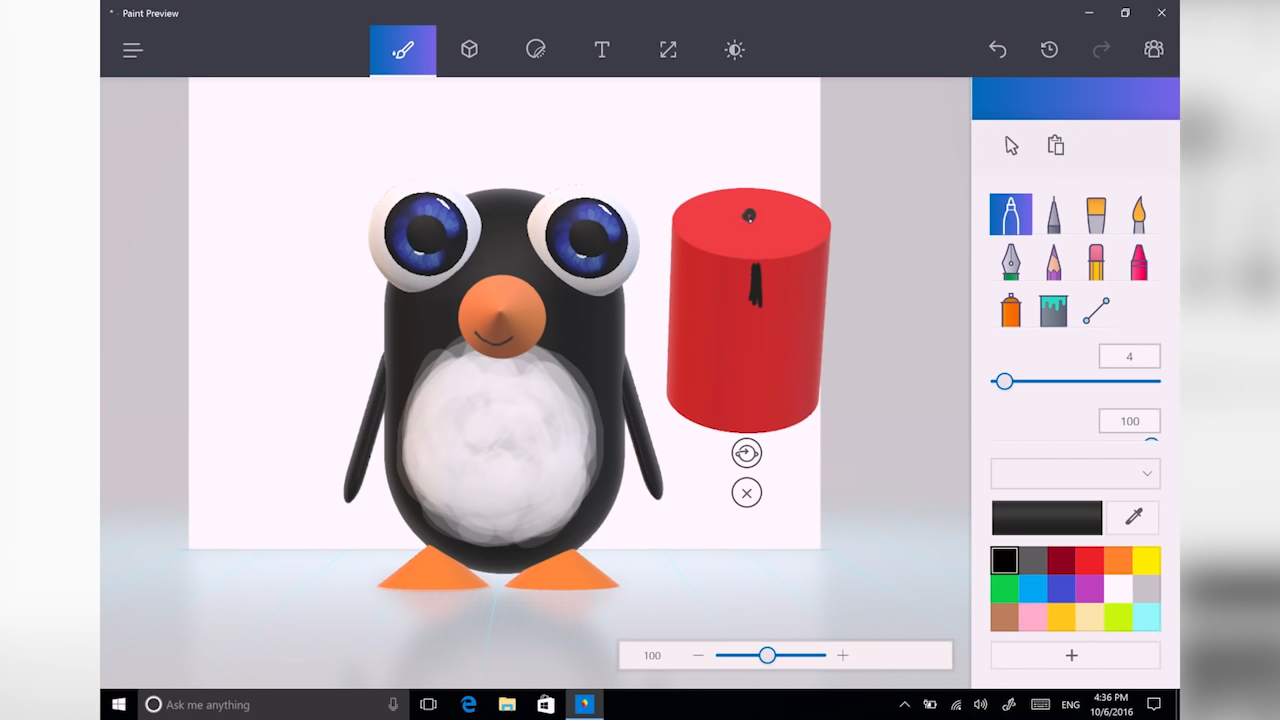 * · Paint Preview
T
4
100
100
Ask me anything
ENG
4:36 PM
10/6/2016